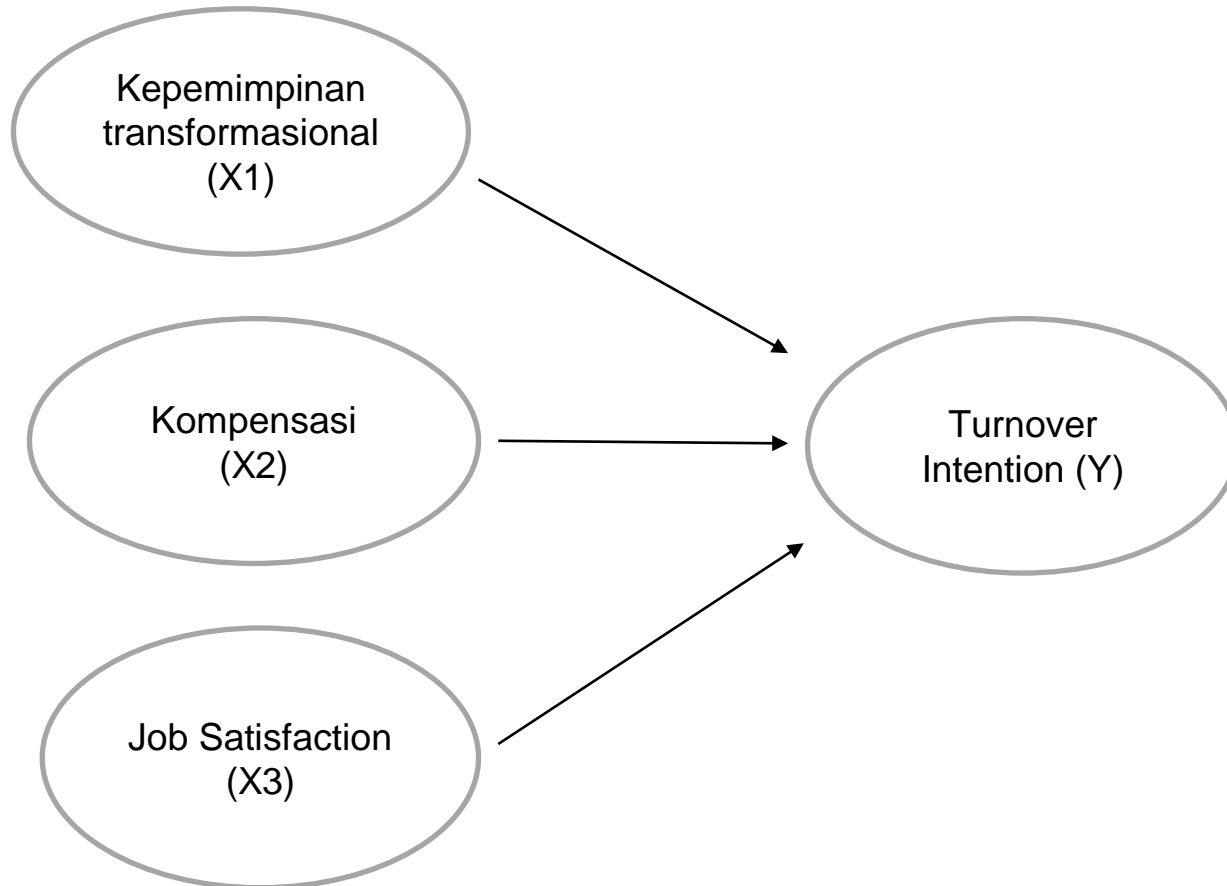 Kepemimpinan
transformasional
(X1)
Kompensasi
(X2)
Turnover
Intention (Y)
Job Satisfaction
(X3)